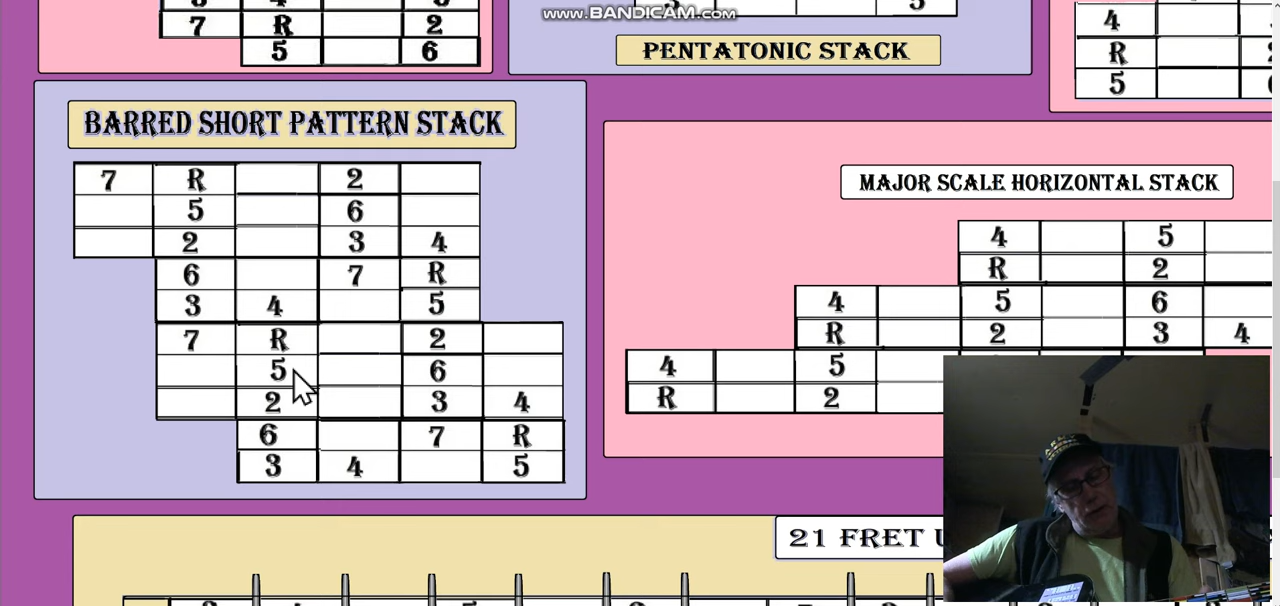 www.BANDICAM.com
7 R 2
5 6
PENTATONIC STACK
4
R
5
BARRED SHORT PATTERN STACK
7 R 2
5 6
2 3 4
6 7 R
3 4 5
7 R 2
5 6
2 3 4
6 7 R
3 4 5
MAJOR SCALE HORIZONTAL STACK
4 5
R 2
4 5 6
R 2 3 4
4 5
R 2
21 FRET